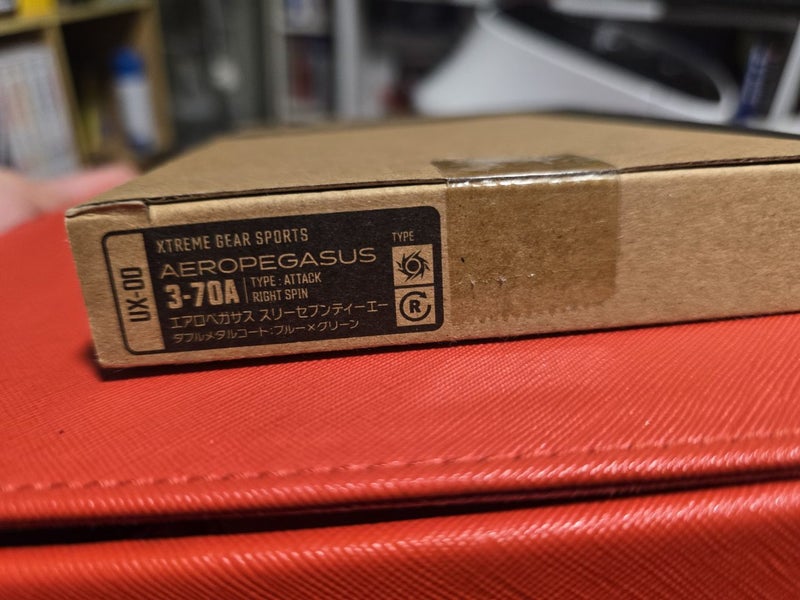 UX-00
XTREME GEAR SPORTS
AEROPEGASUS
3-70A
TYPE : ATTACK
RIGHT SPIN
エアロペガサス スリーセブンティーエー
ダブルメタルコート:ブルー×グリーン
TYPE
R